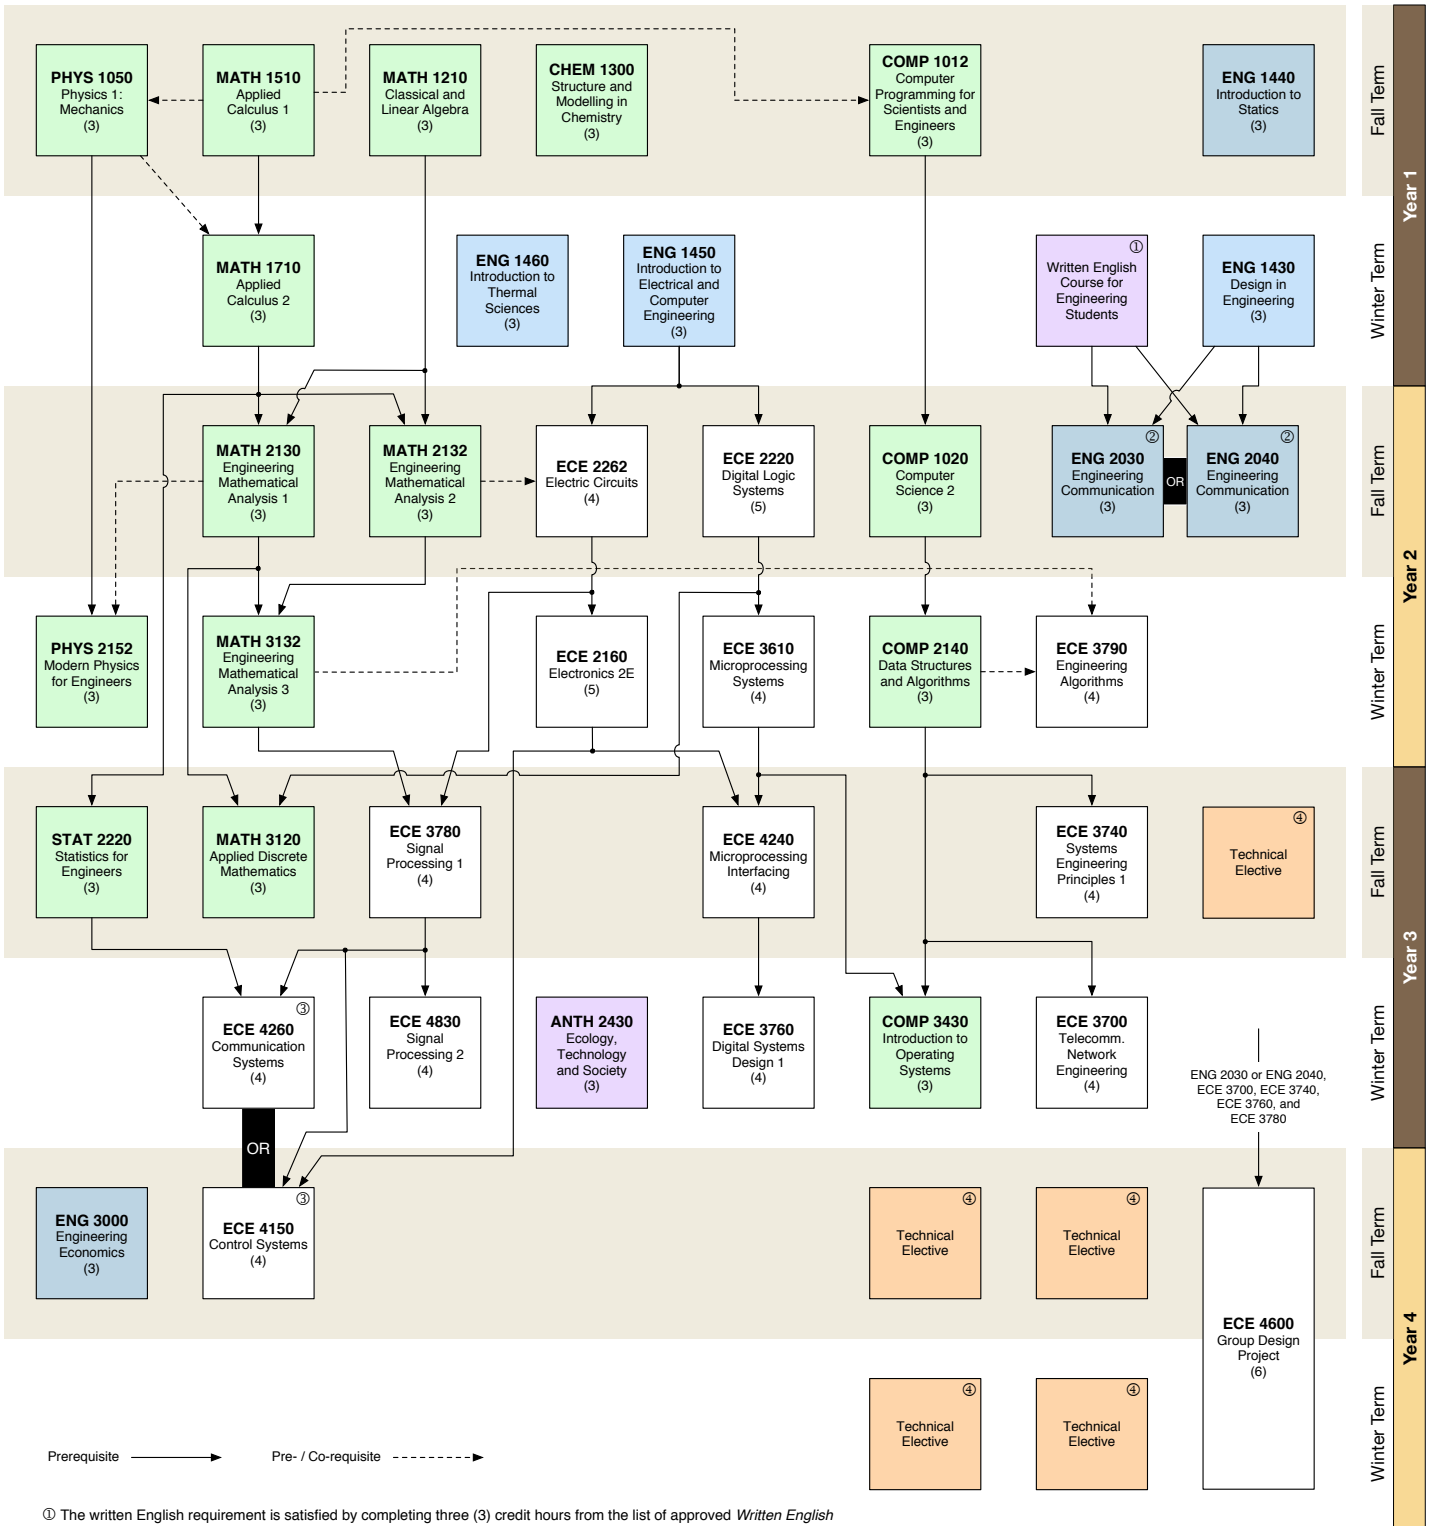 PHYS 1050
Physics 1:
Mechanics
(3)
MATH 1510
Applied
Calculus 1
(3)
MATH 1210
Classical and
Linear Algebra
(3)
CHEM 1300
Structure and
Modelling in
Chemistry
(3)
COMP 1012
Computer
Programming for
Scientists and
Engineers
(3)
ENG 1440
Introduction to
Statics
(3)
Fall Term
Year 1
MATH 1710
Applied
Calculus 2
(3)
ENG 1460
Introduction to
Thermal
Sciences
(3)
ENG 1450
Introduction to
Electrical and
Computer
Engineering
(3)
①
Written English
Course for
Engineering
Students
ENG 1430
Design in
Engineering
(3)
Winter Term
MATH 2130
Engineering
Mathematical
Analysis 1
(3)
MATH 2132
Engineering
Mathematical
Analysis 2
(3)
ECE 2262
Electric Circuits
(4)
ECE 2220
Digital Logic
Systems
(5)
COMP 1020
Computer
Science 2
(3)
②
ENG 2030
Engineering
Communication
(3)
OR
②
ENG 2040
Engineering
Communication
(3)
Fall Term
Year 2
PHYS 2152
Modern Physics
for Engineers
(3)
MATH 3132
Engineering
Mathematical
Analysis 3
(3)
ECE 2160
Electronics 2E
(5)
ECE 3610
Microprocessing
Systems
(4)
COMP 2140
Data Structures
and Algorithms
(3)
ECE 3790
Engineering
Algorithms
(4)
Winter Term
STAT 2220
Statistics for
Engineers
(3)
MATH 3120
Applied Discrete
Mathematics
(3)
ECE 3780
Signal
Processing 1
(4)
ECE 4240
Microprocessing
Interfacing
(4)
ECE 3740
Systems
Engineering
Principles 1
(4)
④
Technical
Elective
Fall Term
Year 3
③
ECE 4260
Communication
Systems
(4)
ECE 4830
Signal
Processing 2
(4)
ANTH 2430
Ecology,
Technology
and Society
(3)
ECE 3760
Digital Systems
Design 1
(4)
COMP 3430
Introduction to
Operating
Systems
(3)
ECE 3700
Telecomm.
Network
Engineering
(4)
ENG 2030 or ENG 2040,
ECE 3700, ECE 3740,
ECE 3760, and
ECE 3780
Winter Term
OR
ENG 3000
Engineering
Economics
(3)
③
ECE 4150
Control Systems
(4)
④
Technical
Elective
④
Technical
Elective
ECE 4600
Group Design
Project
(6)
Fall Term
Year 4
④
Technical
Elective
④
Technical
Elective
Winter Term
Prerequisite
Pre- / Co-requisite
① The written English requirement is satisfied by completing three (3) credit hours from the list of approved Written English